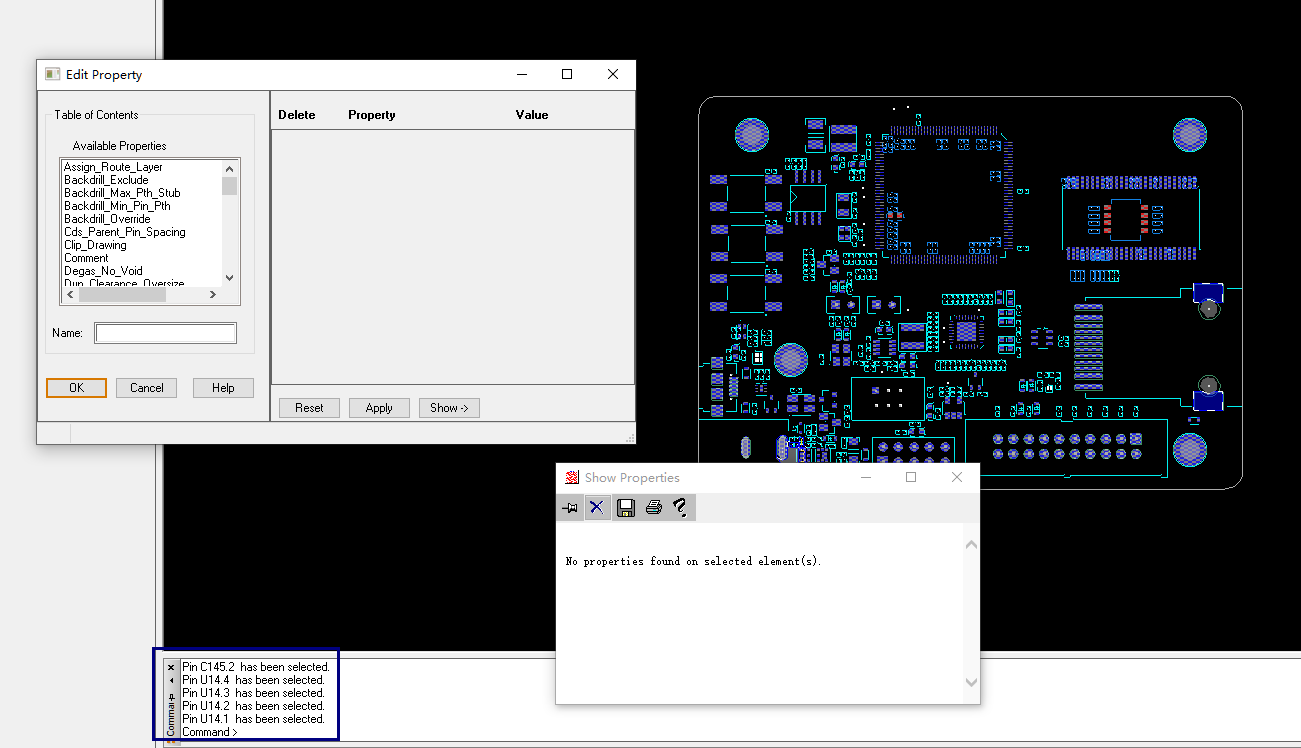 Edit Property
Table of Contents
Available Properties
Assign_Route_Layer
Backdrill_Exclude
Backdrill_Max_Pth_Stub
Backdrill_Min_Pin_Pth
Backdrill_Override
Cds_Parent_Pin_Spacing
Clip_Drawing
Comment
Degas_No_Void
Dyn_Clearance_Oversize
Name:
OK Cancel Help
Delete Property Value
Reset Apply Show ->
Show Properties
No properties found on selected element(s).
Pin C145.2 has been selected.
Pin U14.4 has been selected.
Pin U14.3 has been selected.
Pin U14.2 has been selected.
Pin U14.1 has been selected.
Command >